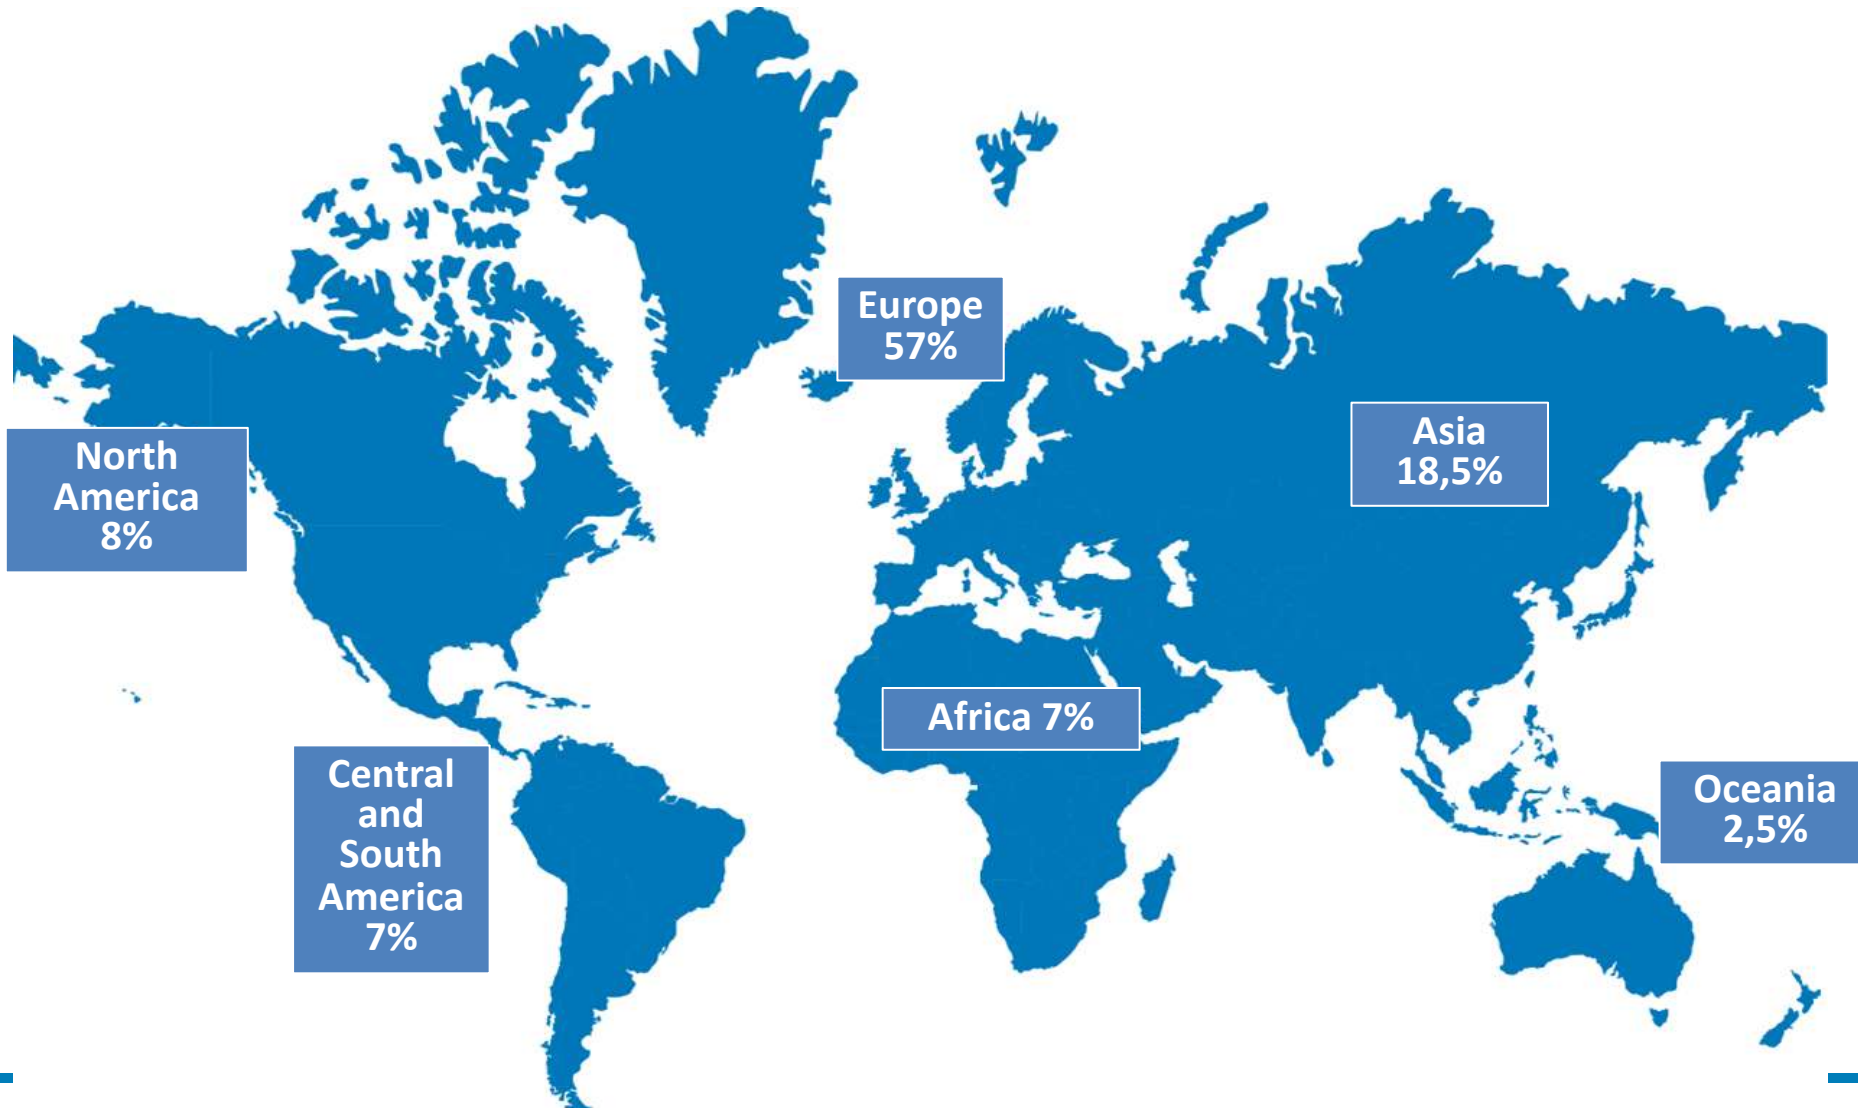 Europe
57%
Asia
18,5%
North
America
8%
Africa 7%
Central
and
South
America
7%
Oceania
2,5%